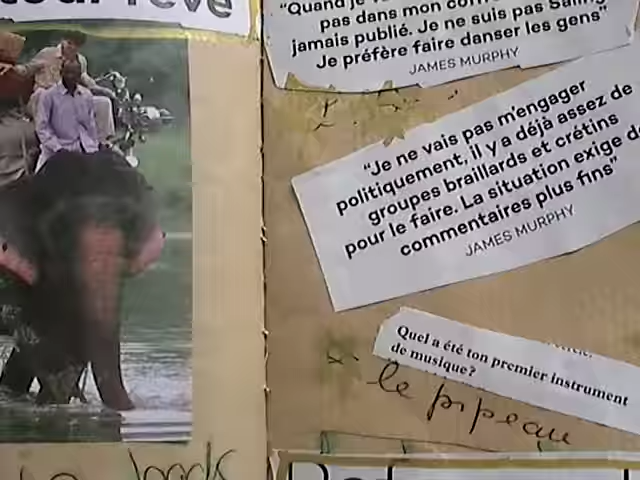 rêve
"Quand je
pas dans mon
jamais publié. Je ne suis pas
Je préfère faire danser les gens"
JAMES MURPHY
"Je ne vais pas m'engager
politiquement, il y a déjà assez de
groupes braillards et crétins
pour le faire. La situation exige
commentaires plus fins"
JAMES MURPHY
Quel a été ton premier instrument
de musique?
le pipeau